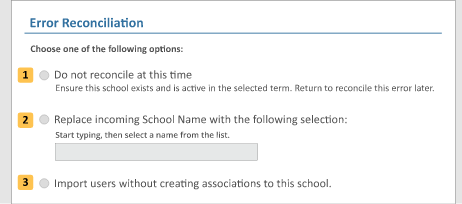 Error Reconciliation
Choose one of the following options:
1 Do not reconcile at this time
Ensure this school exists and is active in the selected term. Return to reconcile this error later.
2 Replace incoming School Name with the following selection:
Start typing, then select a name from the list.
3 Import users without creating associations to this school.